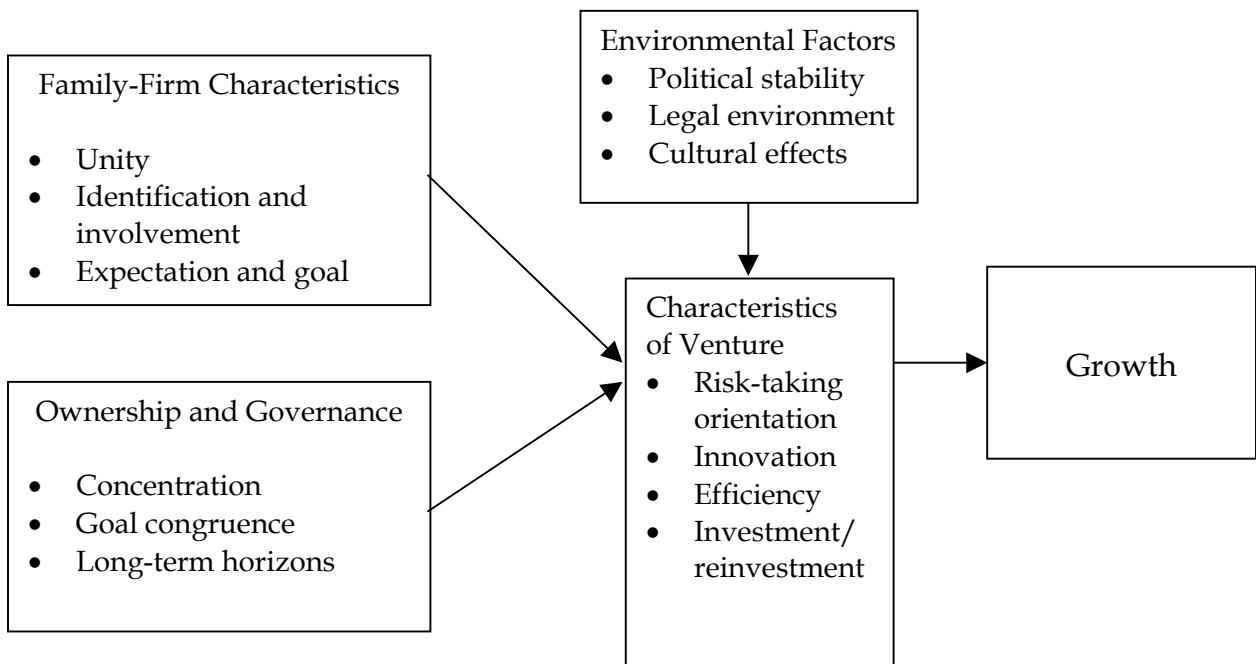 Family-Firm Characteristics
• Unity
• Identification and
involvement
• Expectation and goal
Ownership and Governance
• Concentration
• Goal congruence
• Long-term horizons
Environmental Factors
• Political stability
• Legal environment
• Cultural effects
Characteristics
of Venture
• Risk-taking
orientation
• Innovation
• Efficiency
• Investment/
reinvestment
Growth